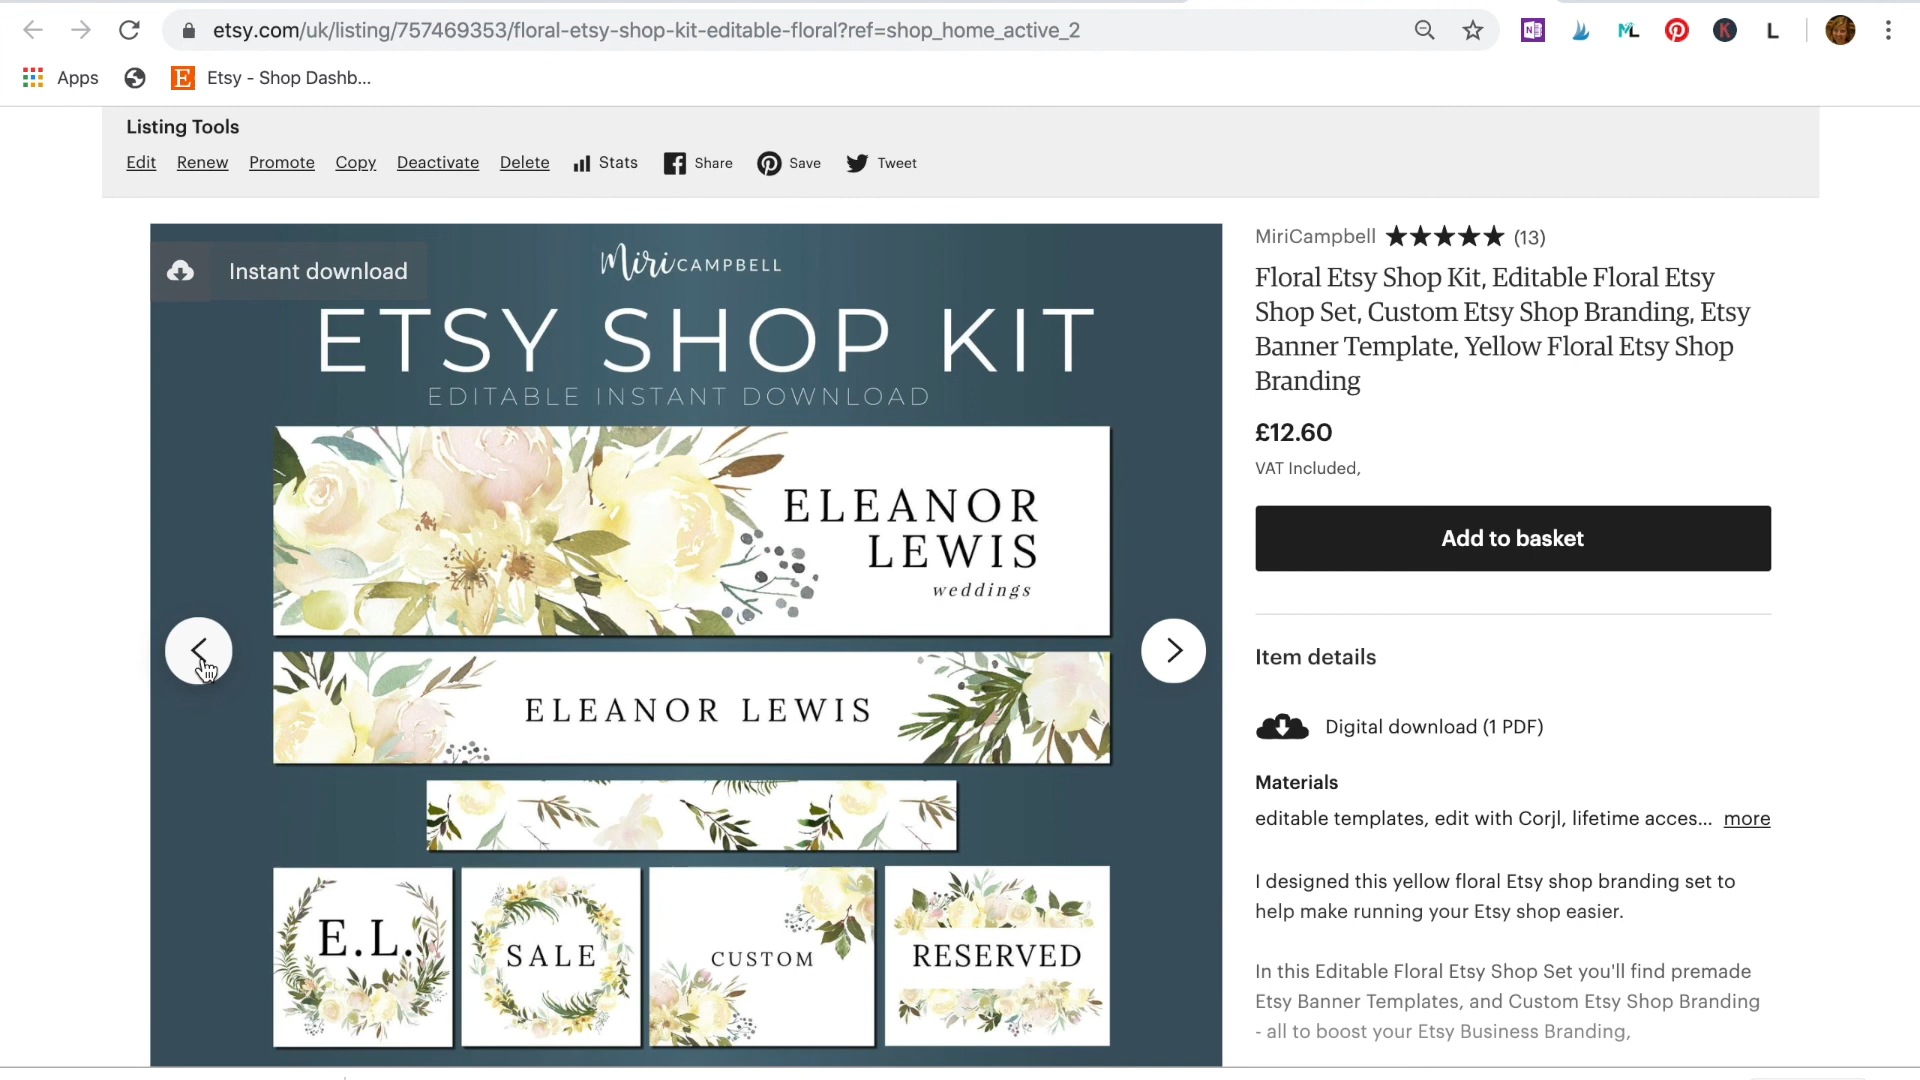 etsy.com/uk/listing/757469353/floral-etsy-shop-kit-editable-floral?ref=shop_home_active_2
Apps
Etsy - Shop Dashb...
Listing Tools
Edit Renew Promote Copy Deactivate Delete Stats Share Save Tweet
Instant download
Miri CAMPBELL
ETSY SHOP KIT
EDITABLE INSTANT DOWNLOAD
ELEANOR
LEWIS
weddings
ELEANOR LEWIS
E.L.
SALE
CUSTOM
RESERVED
MiriCampbell (13)
Floral Etsy Shop Kit, Editable Floral Etsy
Shop Set, Custom Etsy Shop Branding, Etsy
Banner Template, Yellow Floral Etsy Shop
Branding
£12.60
VAT Included,
Add to basket
Item details
Digital download (1 PDF)
Materials
editable templates, edit with Corjl, lifetime acces... more
I designed this yellow floral Etsy shop branding set to
help make running your Etsy shop easier.
In this Editable Floral Etsy Shop Set you'll find premade
Etsy Banner Templates, and Custom Etsy Shop Branding
- all to boost your Etsy Business Branding,